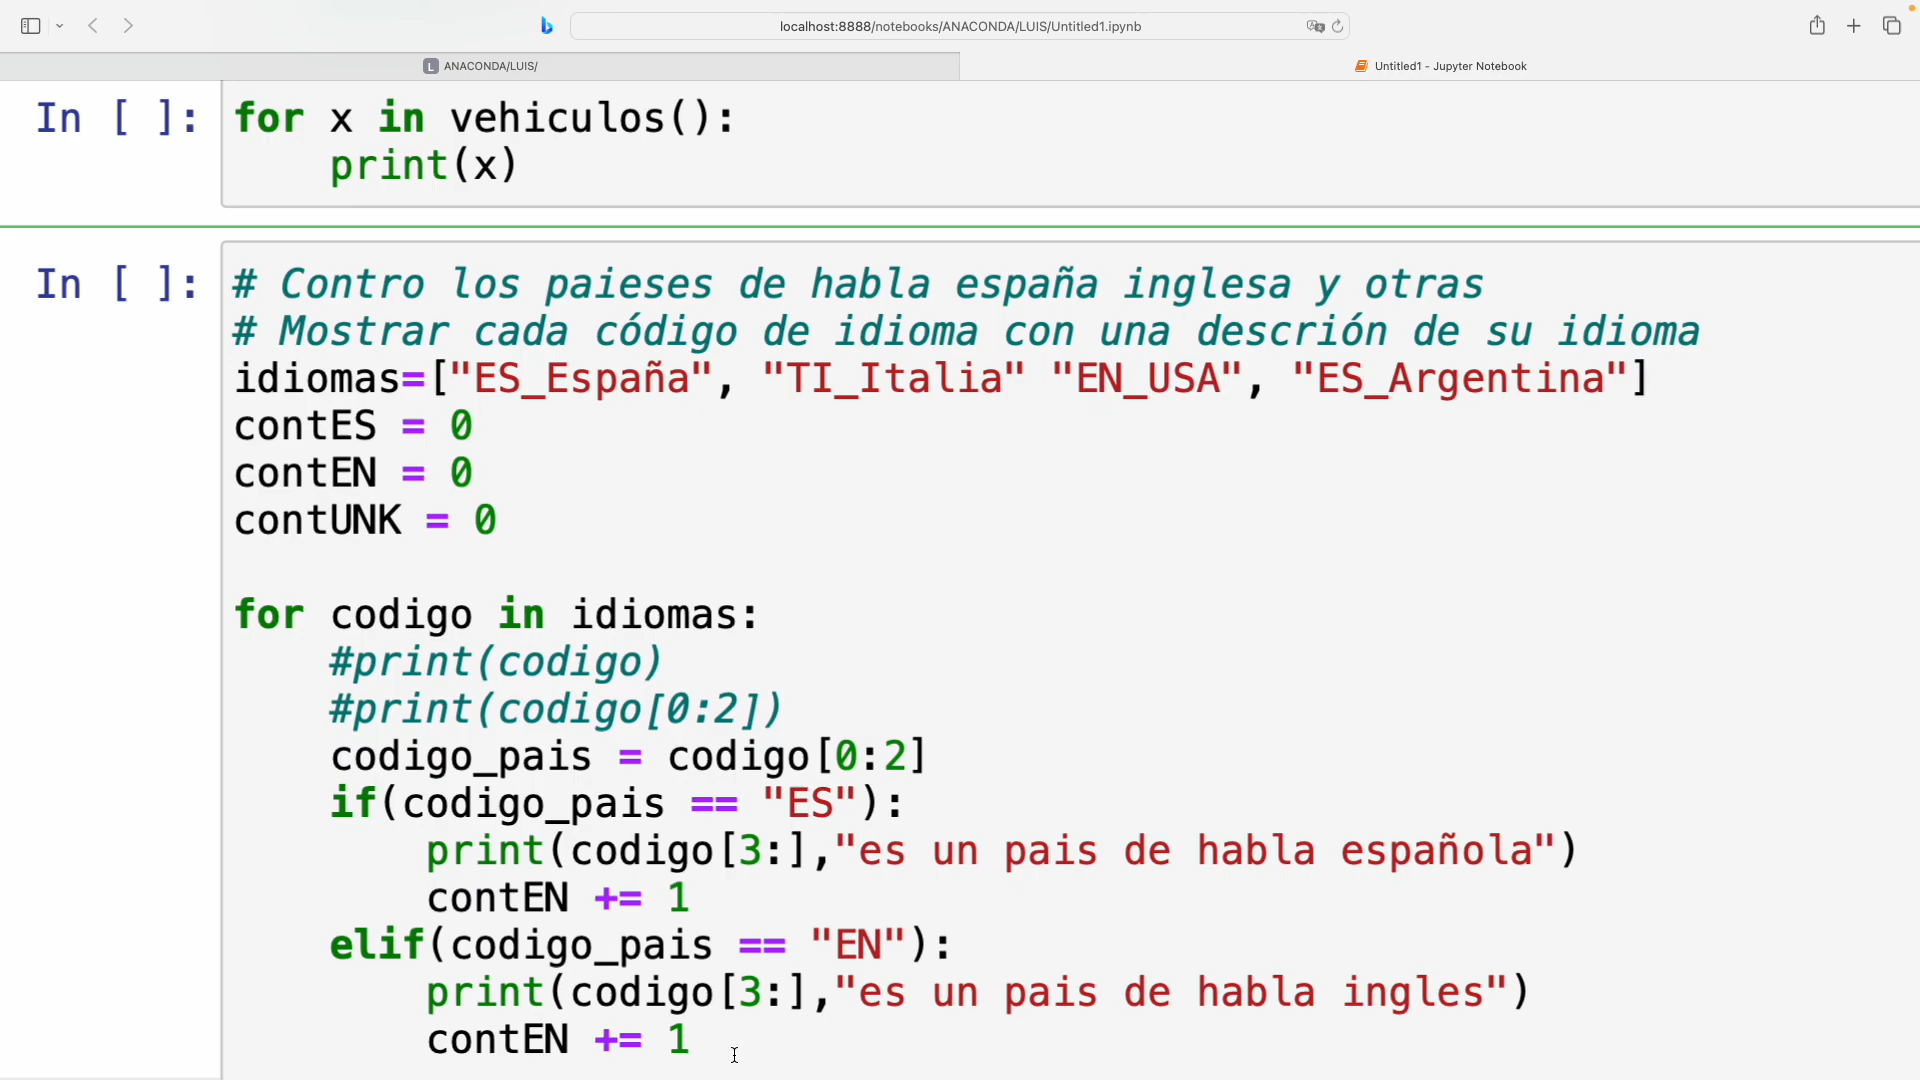 localhost:8888/notebooks/ANACONDA/LUIS/Untitled1.ipynb
L ANACONDA/LUIS/
Untitled1 - Jupyter Notebook
In [ ]: for x in vehiculos():
print(x)
In [ ]: # Contro los paieses de habla españa inglesa y otras
# Mostrar cada código de idioma con una descrión de su idioma
idiomas=["ES_España", "TI_Italia" "EN_USA", "ES_Argentina"]
contES = 0
contEN = 0
contUNK = 0
for codigo in idiomas:
#print(codigo)
#print(codigo[0:2])
codigo_pais = codigo[0:2]
if(codigo_pais == "ES"):
print(codigo[3:],"es un pais de habla española")
contEN += 1
elif(codigo_pais == "EN"):
print(codigo[3:],"es un pais de habla ingles")
contEN += 1